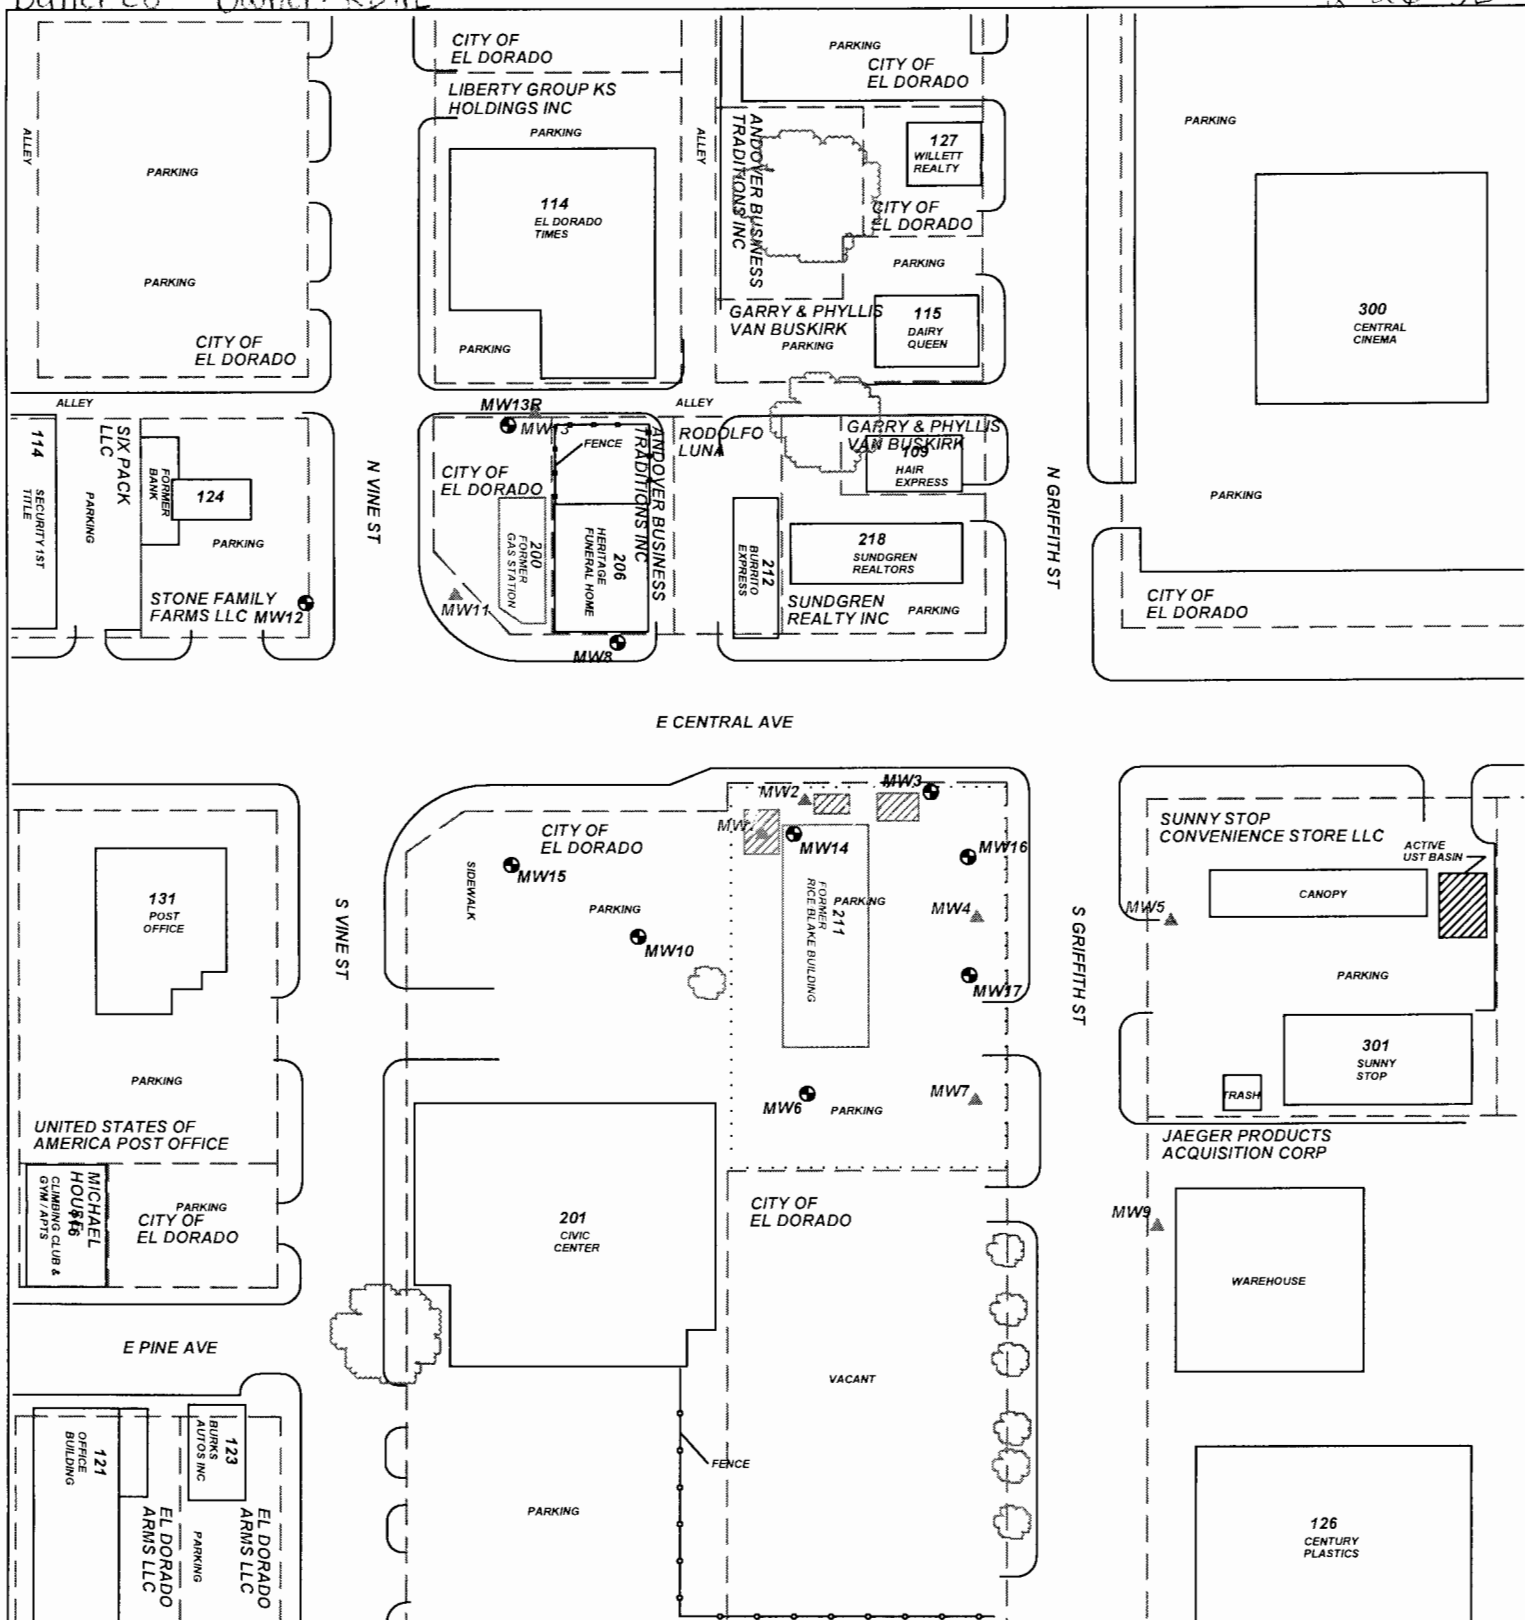 Butler Co Owner: KDHE
CITY OF
EL DORADO
LIBERTY GROUP KS
HOLDINGS INC
PARKING
ALLEY
PARKING
PARKING
CITY OF
EL DORADO
114
EL DORADO
TIMES
PARKING
ALLEY
PARKING
CITY OF
EL DORADO
ANDOVER BUSINESS
TRADITIONS INC
127
WILLETT
REALTY
CITY OF
EL DORADO
PARKING
GARRY & PHYLLIS
VAN BUSKIRK
PARKING
115
DAIRY
QUEEN
PARKING
300
CENTRAL
CINEMA
PARKING
ALLEY
114
SECURITY 1ST
TITLE
SIX PACK
LLC
PARKING
FORMER
BANK
124
PARKING
STONE FAMILY
FARMS LLC
MW12
N VINE ST
MW13R
MW13
FENCE
CITY OF
EL DORADO
200
FORMER
GAS STATION
MW11
206
HERITAGE
FUNERAL HOME
ANDOVER BUSINESS
TRADITIONS INC
MW8
ALLEY
RODOLFO
LUNA
GARRY & PHYLLIS
VAN BUSKIRK
109
HAIR
EXPRESS
212
BURRITO
EXPRESS
218
SUNDGREN
REALTORS
SUNDGREN
REALTY INC
PARKING
N GRIFFITH ST
CITY OF
EL DORADO
E CENTRAL AVE
131
POST
OFFICE
PARKING
UNITED STATES OF
AMERICA POST OFFICE
MICHAEL
HOUSE
CLIMBING CLUB &
GYM / APTS
PARKING
CITY OF
EL DORADO
S VINE ST
SIDEWALK
CITY OF
EL DORADO
MW15
PARKING
MW10
MW2
MW3
MW14
MW16
211
FORMER
RICE BLAKE BUILDING
PARKING
MW4
MW17
MW6
PARKING
MW7
S GRIFFITH ST
SUNNY STOP
CONVENIENCE STORE LLC
ACTIVE
UST BASIN
CANOPY
MW5
PARKING
301
SUNNY
STOP
TRASH
JAEGER PRODUCTS
ACQUISITION CORP
MW9
WAREHOUSE
201
CIVIC
CENTER
CITY OF
EL DORADO
VACANT
E PINE AVE
121
OFFICE
BUILDING
EL DORADO
ARMS LLC
123
BURKS
AUTOS INC
PARKING
EL DORADO
ARMS LLC
PARKING
FENCE
126
CENTURY
PLASTICS